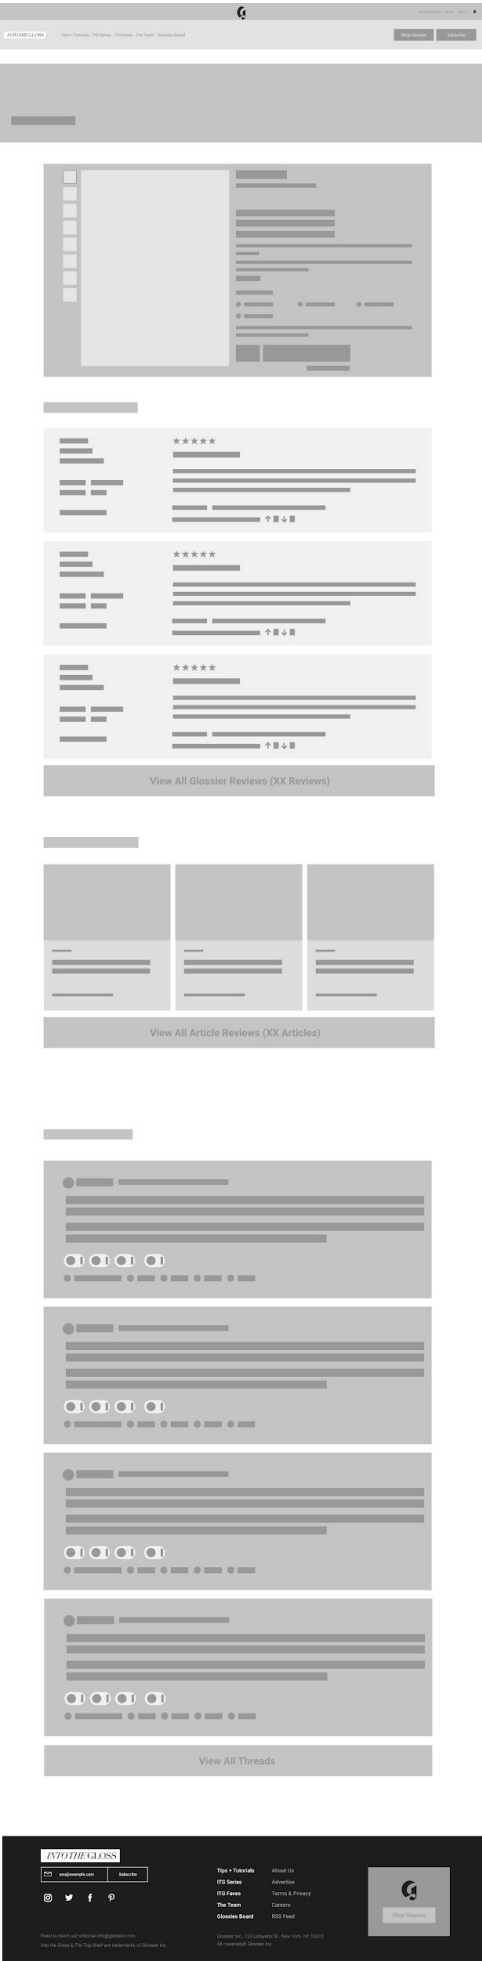 INTO THE GLOSS
Tips + Tutorials ITG Series ITG Faves The Team Glossies Board
Shop Glossier
Subscribe
View All Glossier Reviews (XX Reviews)
View All Article Reviews (XX Articles)
View All Threads
INTO THE GLOSS
you@example.com
Subscribe
Tips + Tutorials
ITG Series
ITG Faves
The Team
Glossies Board
About Us
Advertise
Terms & Privacy
Careers
RSS Feed
Shop Glossier
Need to reach us? editorial-info@glossier.com
Into the Gloss & The Top Shelf are trademarks of Glossier Inc.
Glossier Inc., 123 Lafayette St, New York, NY 10013
All materials© Glossier Inc.